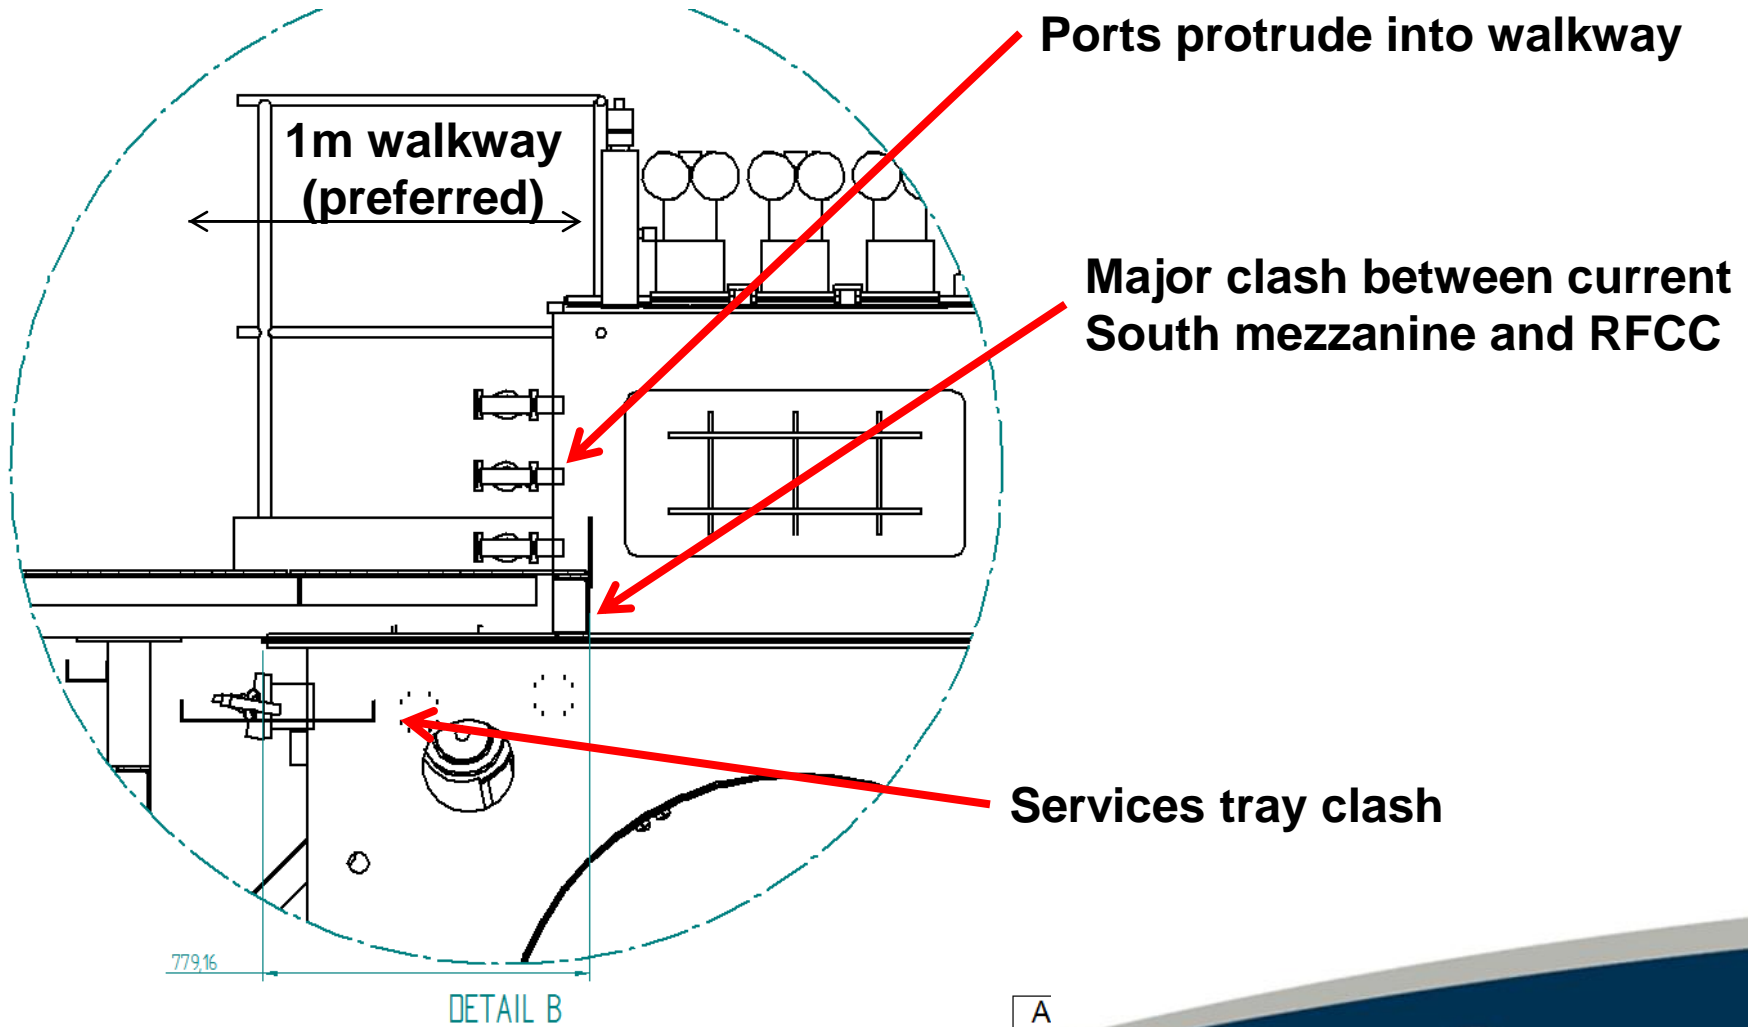 Ports protrude into walkway
1m walkway
(preferred)
Major clash between current
South mezzanine and RFCC
Services tray clash
779,16
DETAIL B
A